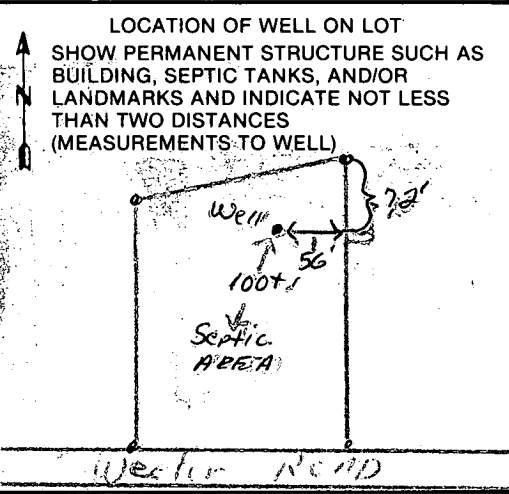 LOCATION OF WELL ON LOT
SHOW PERMANENT STRUCTURE SUCH AS
BUILDING, SEPTIC TANKS, AND/OR
LANDMARKS AND INDICATE NOT LESS
THAN TWO DISTANCES
(MEASUREMENTS TO WELL)
N
72'
Well
56'
100+'
Septic
AREA
ROAD